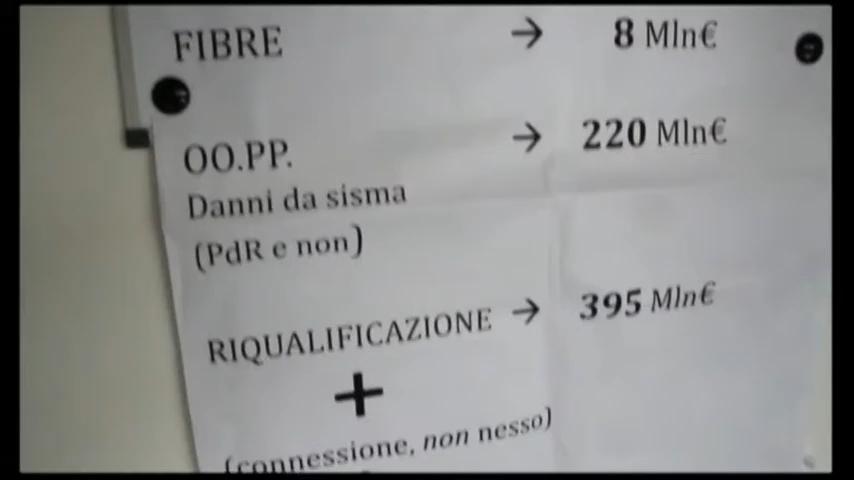 FIBRE → 8 Mln€
OO.PP. → 220 Mln€
Danni da sisma
(PdR e non)
RIQUALIFICAZIONE → 395 Mln€
+
(connessione, non nesso)